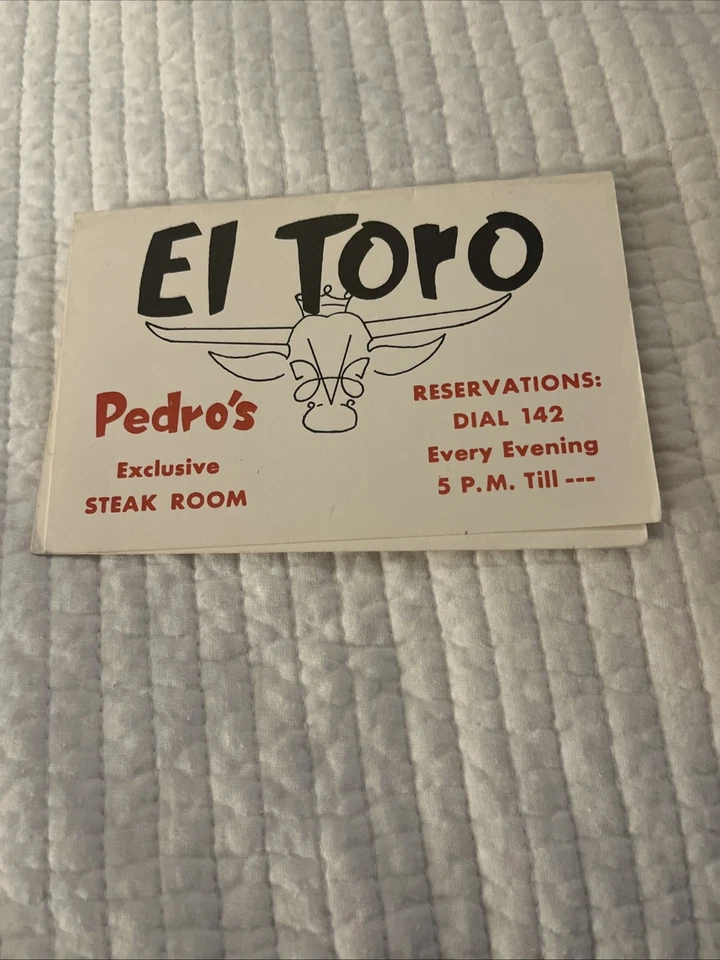 El Toro
Pedro's
Exclusive
STEAK ROOM
RESERVATIONS:
DIAL 142
Every Evening
5 P.M. Till ---